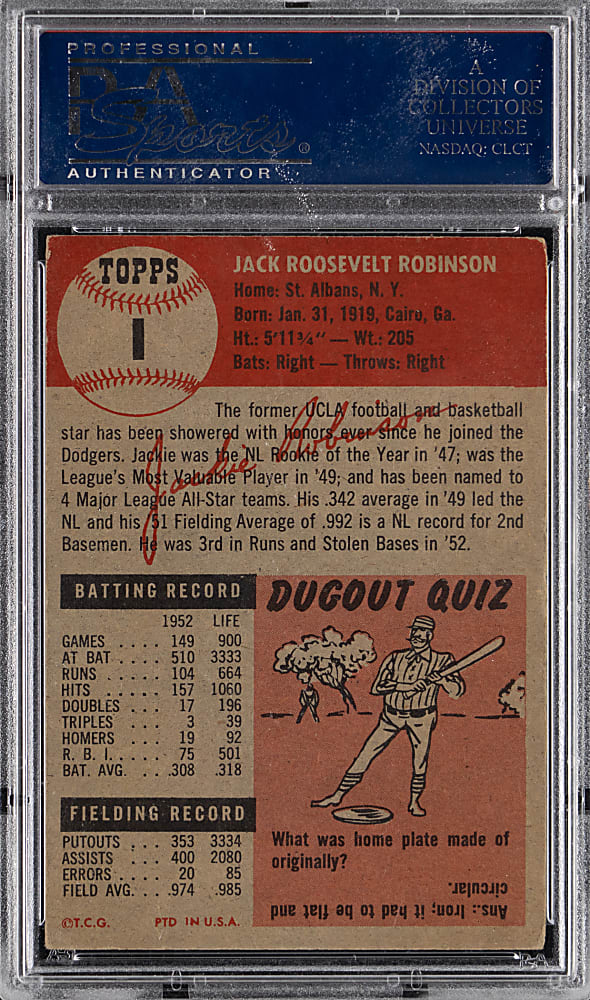 PROFESSIONAL
PSA
Sports®
AUTHENTICATOR
A
DIVISION OF
COLLECTORS
UNIVERSE
NASDAQ: CLCT
TOPPS
1
JACK ROOSEVELT ROBINSON
Home: St. Albans, N. Y.
Born: Jan. 31, 1919, Cairo, Ga.
Ht.: 5'11¾" — Wt.: 205
Bats: Right — Throws: Right
The former UCLA football and basketball
star has been showered with honors ever since he joined the
Dodgers. Jackie was the NL Rookie of the Year in '47; was the
League's Most Valuable Player in '49; and has been named to
4 Major League All-Star teams. His .342 average in '49 led the
NL and his '51 Fielding Average of .992 is a NL record for 2nd
Basemen. He was 3rd in Runs and Stolen Bases in '52.
Jackie Robinson
BATTING RECORD
1952 LIFE
GAMES .... 149 900
AT BAT .... 510 3333
RUNS .... 104 664
HITS ..... 157 1060
DOUBLES ... 17 196
TRIPLES ... 3 39
HOMERS ... 19 92
R. B. I. .... 75 501
BAT. AVG. ... .308 .318
FIELDING RECORD
PUTOUTS ... 353 3334
ASSISTS ... 400 2080
ERRORS .... 20 85
FIELD AVG. .. .974 .985
©T.C.G. PTD IN U.S.A.
DUGOUT QUIZ
What was home plate made of
originally?
Ans.: Iron; it had to be flat and
circular.